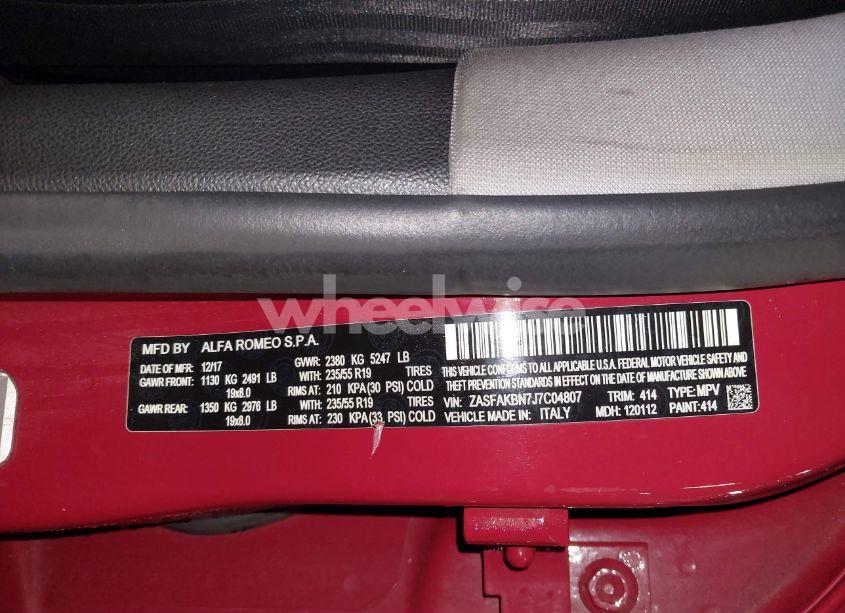 wheelwise
MFD BY ALFA ROMEO S.P.A.
DATE OF MFR: 12/17 GVWR: 2380 KG 5247 LB
GAWR FRONT: 1130 KG 2491 LB WITH: 235/55 R19 TIRES
19x8.0 RIMS AT: 210 KPA(30 PSI) COLD
GAWR REAR: 1350 KG 2976 LB WITH: 235/55 R19 TIRES
19x8.0 RIMS AT: 230 KPA(33 PSI) COLD
THIS VEHICLE CONFORMS TO ALL APPLICABLE U.S.A. FEDERAL MOTOR VEHICLE SAFETY AND
THEFT PREVENTION STANDARDS IN EFFECT ON THE DATE OF MANUFACTURE SHOWN ABOVE.
VIN: ZASFAKBN7J7C04807 TRIM: 414 TYPE: MPV
VEHICLE MADE IN: ITALY MDH: 120112 PAINT: 414